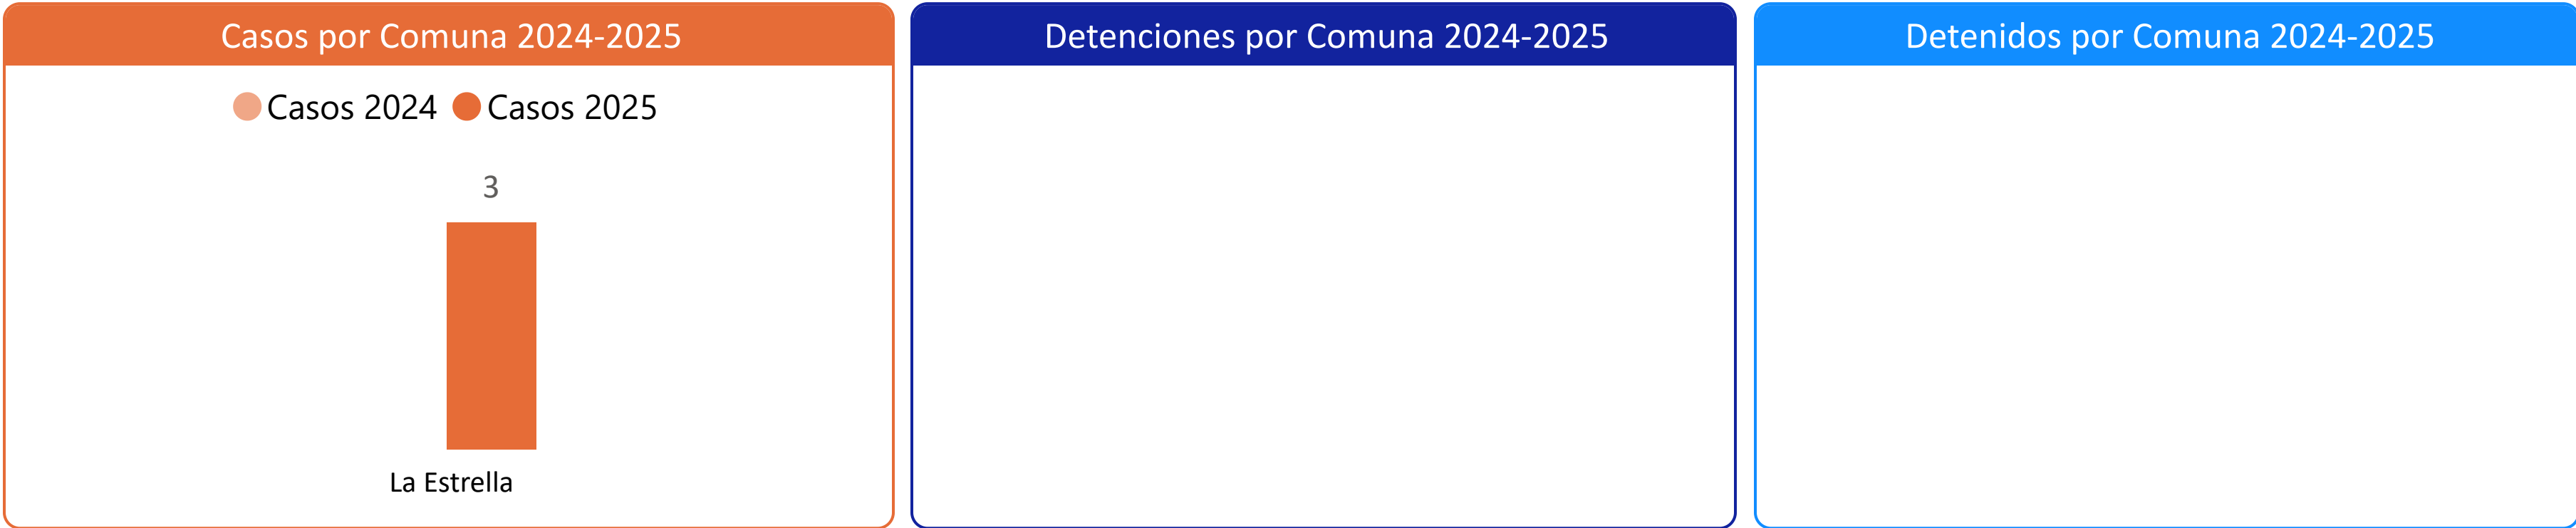 Casos por Comuna 2024-2025
Casos 2024 Casos 2025
3
La Estrella
Detenciones por Comuna 2024-2025
Detenidos por Comuna 2024-2025